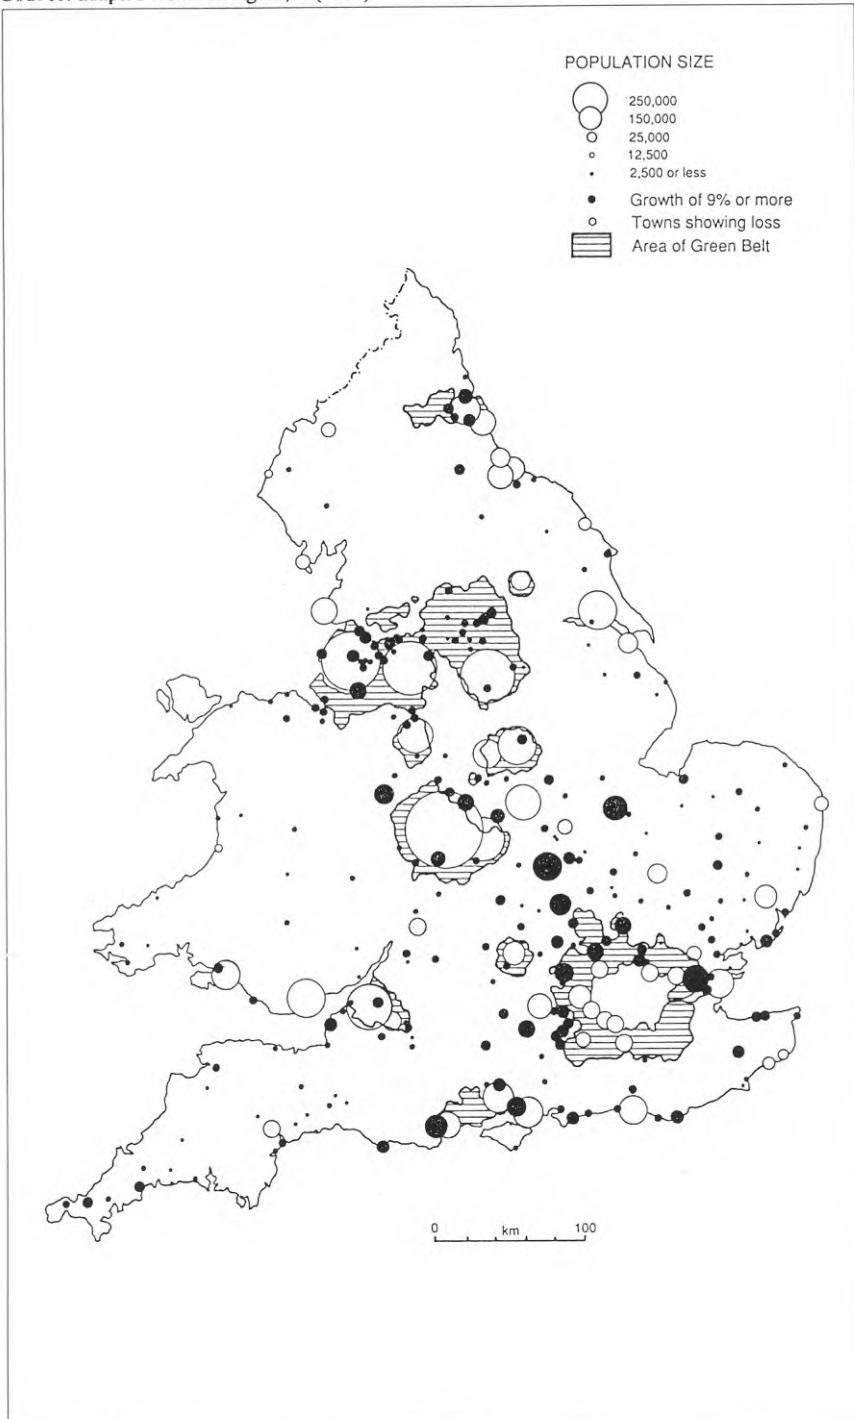 POPULATION SIZE
250,000
150,000
25,000
12,500
2,500 or less
Growth of 9% or more
Towns showing loss
Area of Green Belt
0 km 100